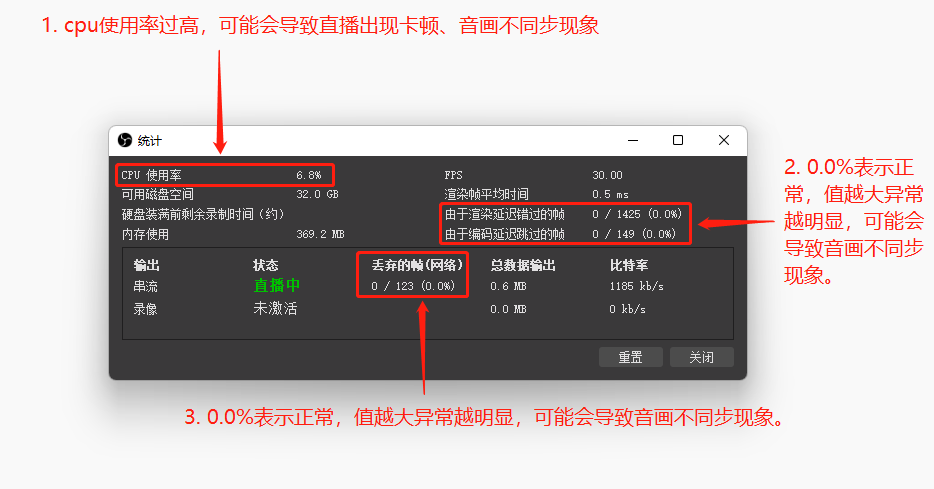 1. cpu使用率过高，可能会导致直播出现卡顿、音画不同步现象
统计
CPU 使用率 6.8%
可用磁盘空间 32.0 GB
硬盘装满前剩余录制时间（约）
内存使用 369.2 MB
FPS 30.00
渲染帧平均时间 0.5 ms
由于渲染延迟错过的帧 0 / 1425 (0.0%)
由于编码延迟跳过的帧 0 / 149 (0.0%)
2. 0.0%表示正
常，值越大异常
越明显，可能会
导致音画不同步
现象。
输出 状态 丢弃的帧(网络) 总数据输出 比特率
串流 直播中 0 / 123 (0.0%) 0.6 MB 1185 kb/s
录像 未激活 0.0 MB 0 kb/s
重置 关闭
3. 0.0%表示正常，值越大异常越明显，可能会导致音画不同步现象。